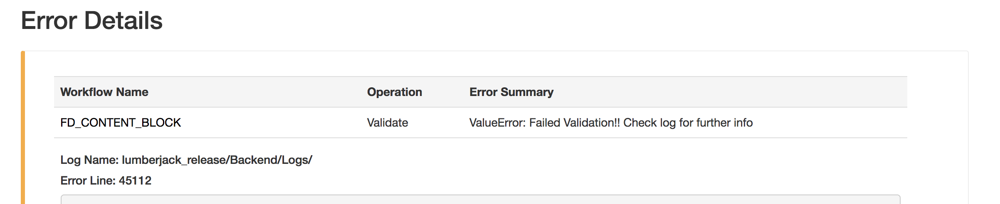 Error Details
Workflow Name Operation Error Summary
FD_CONTENT_BLOCK Validate ValueError: Failed Validation!! Check log for further info
Log Name: lumberjack_release/Backend/Logs/
Error Line: 45112